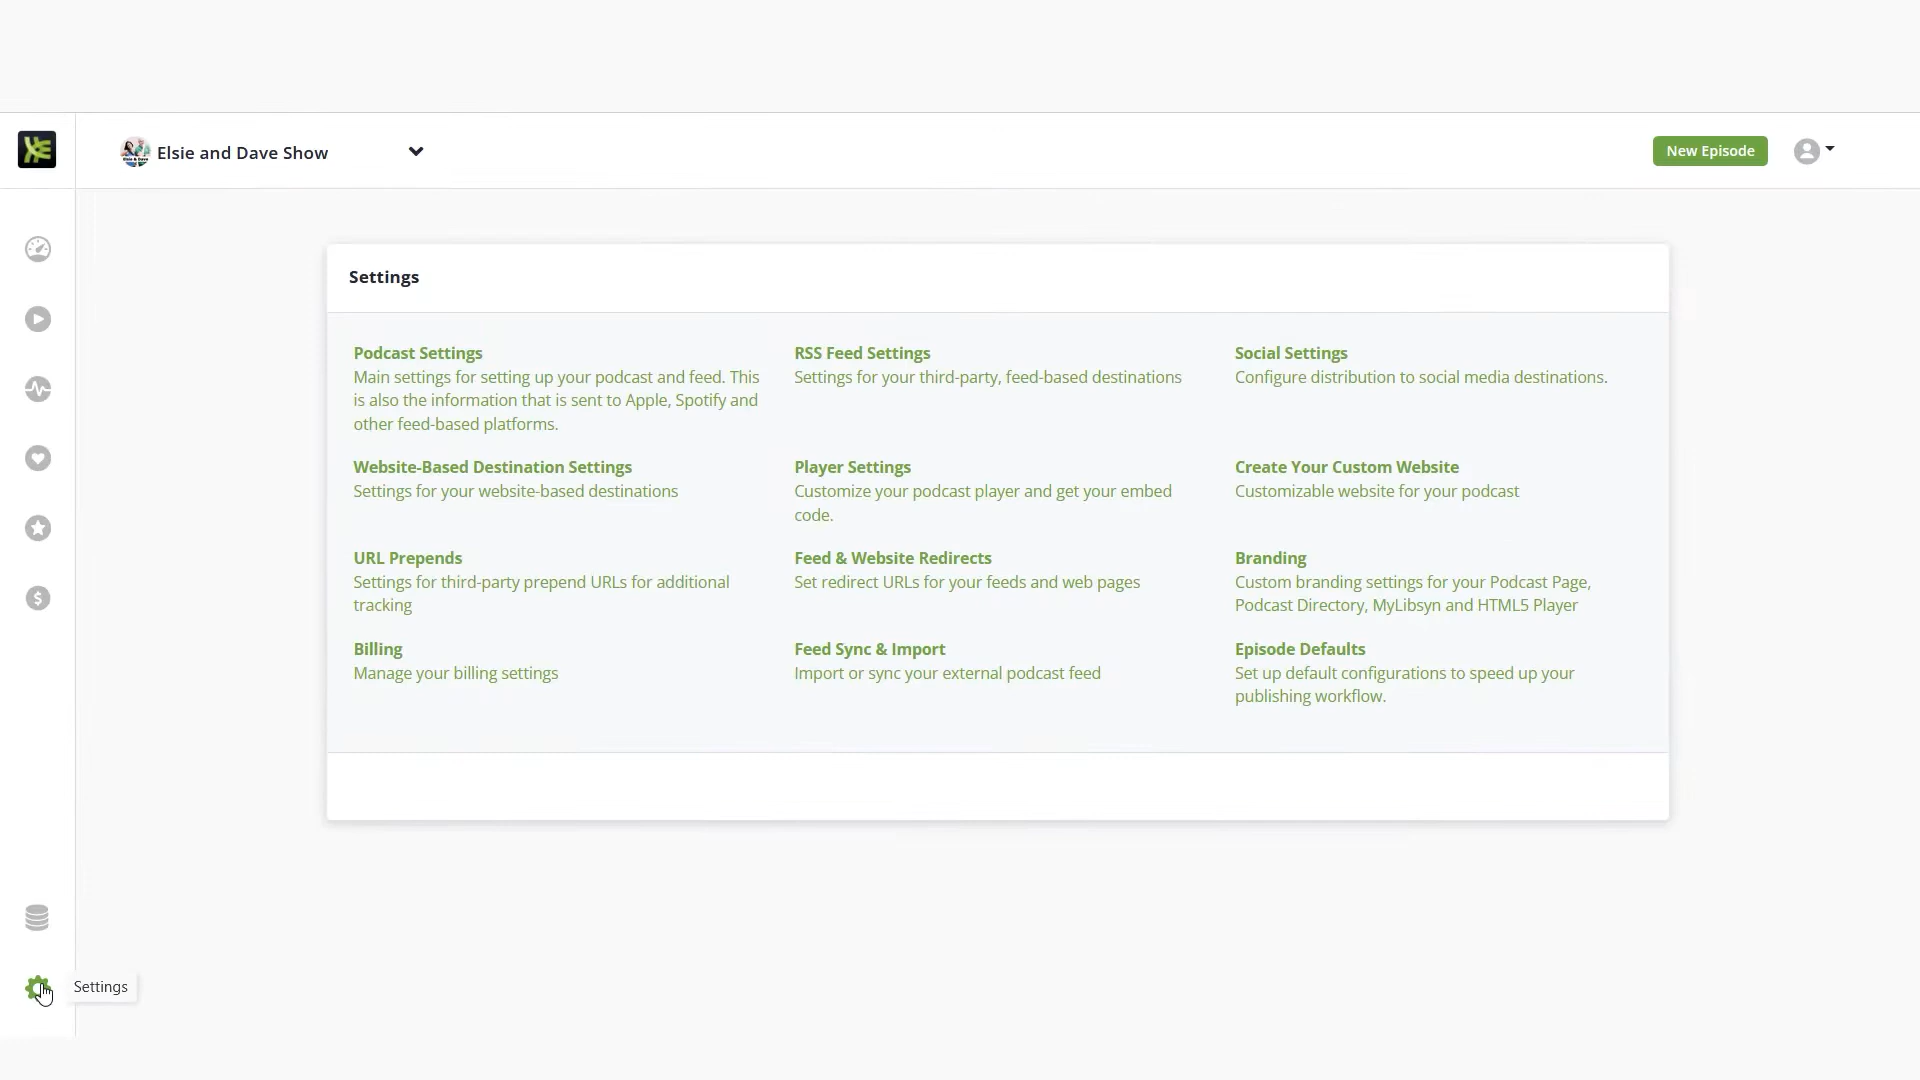 Elsie and Dave Show
New Episode
Settings
Podcast Settings
Main settings for setting up your podcast and feed. This
is also the information that is sent to Apple, Spotify and
other feed-based platforms.
RSS Feed Settings
Settings for your third-party, feed-based destinations
Social Settings
Configure distribution to social media destinations.
Website-Based Destination Settings
Settings for your website-based destinations
Player Settings
Customize your podcast player and get your embed
code.
Create Your Custom Website
Customizable website for your podcast
URL Prepends
Settings for third-party prepend URLs for additional
tracking
Feed & Website Redirects
Set redirect URLs for your feeds and web pages
Branding
Custom branding settings for your Podcast Page,
Podcast Directory, MyLibsyn and HTML5 Player
Billing
Manage your billing settings
Feed Sync & Import
Import or sync your external podcast feed
Episode Defaults
Set up default configurations to speed up your
publishing workflow.
Settings